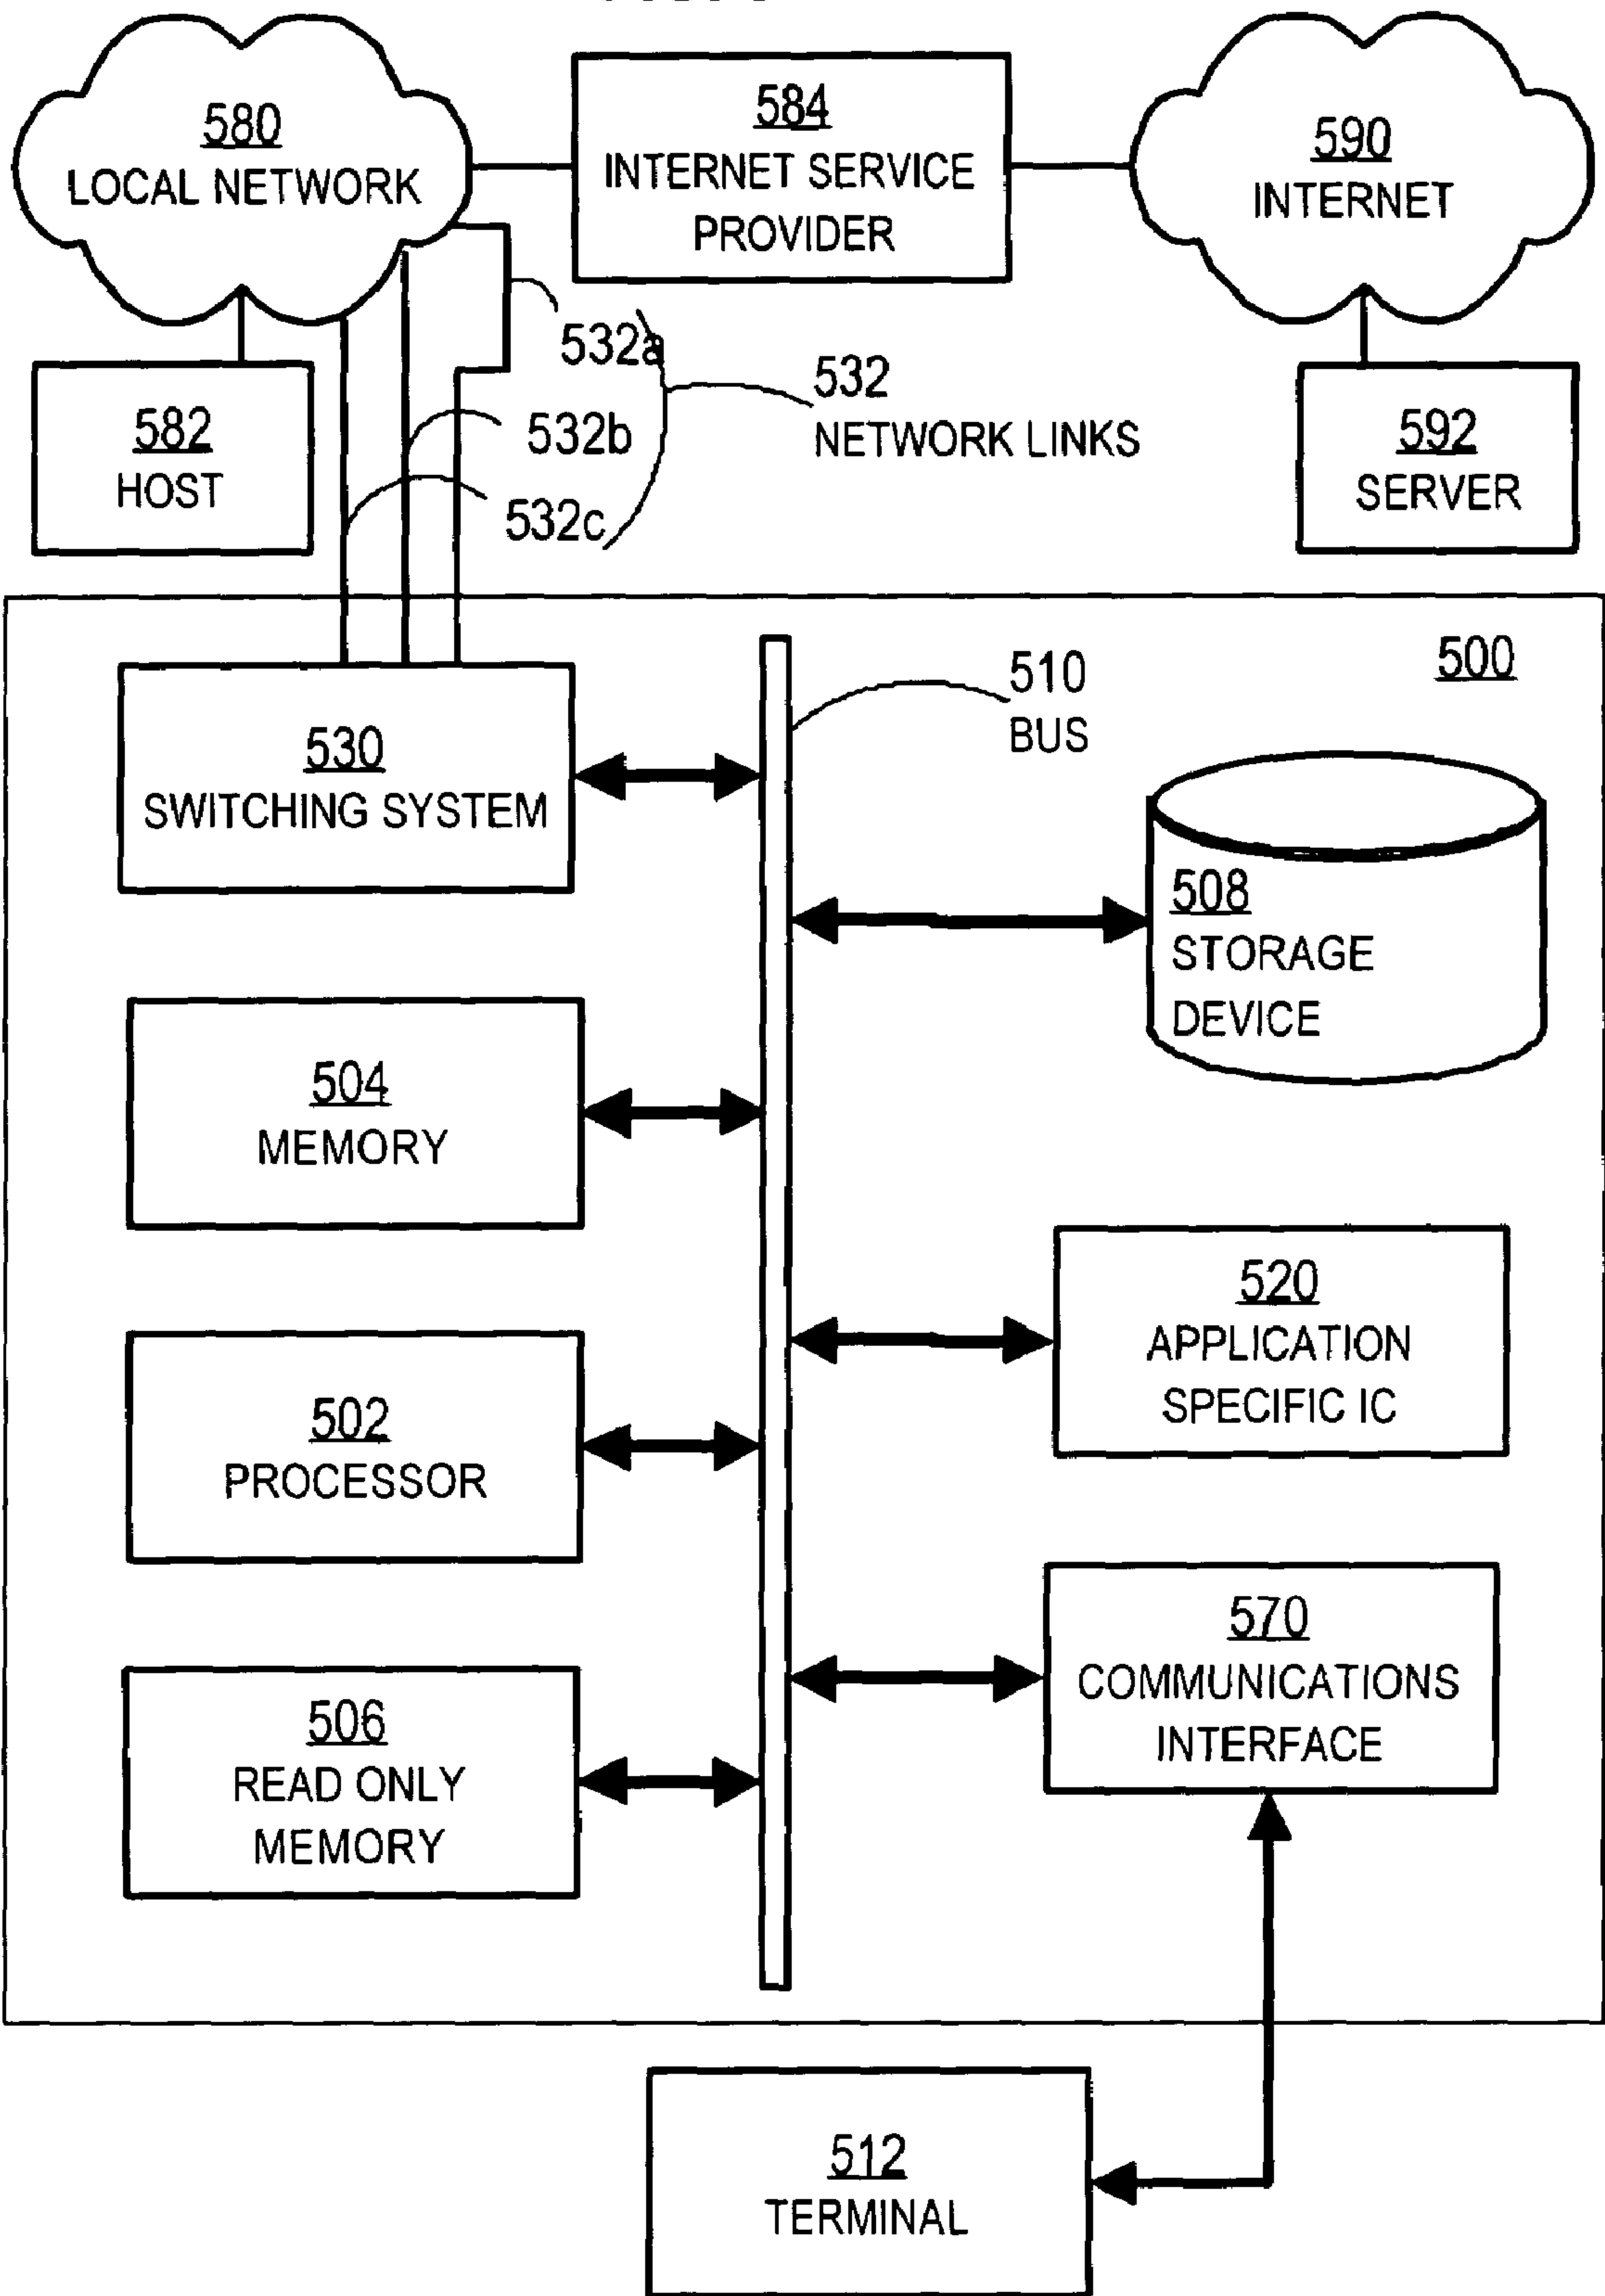 580
LOCAL NETWORK
584
INTERNET SERVICE
PROVIDER
590
INTERNET
532a
532
NETWORK LINKS
532b
532c
582
HOST
592
SERVER
500
510
BUS
530
SWITCHING SYSTEM
508
STORAGE
DEVICE
504
MEMORY
520
APPLICATION
SPECIFIC IC
502
PROCESSOR
570
COMMUNICATIONS
INTERFACE
506
READ ONLY
MEMORY
512
TERMINAL